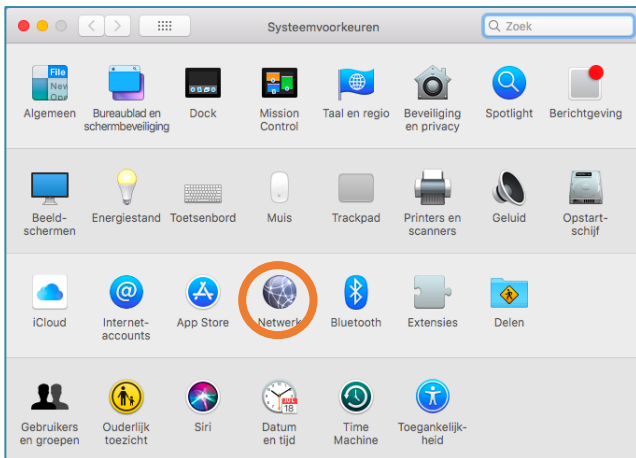 Systeemvoorkeuren
Zoek
File
New
Ope
Algemeen
Bureaublad en
schermbeveiliging
Dock
Mission
Control
Taal en regio
Beveiliging
en privacy
Spotlight
Berichtgeving
Beeld-
schermen
Energiestand
Toetsenbord
Muis
Trackpad
Printers en
scanners
Geluid
Opstart-
schijf
iCloud
Internet-
accounts
App Store
Netwerk
Bluetooth
Extensies
Delen
Gebruikers
en groepen
Ouderlijk
toezicht
Siri
JUL
18
Datum
en tijd
Time
Machine
Toegankelijk-
heid